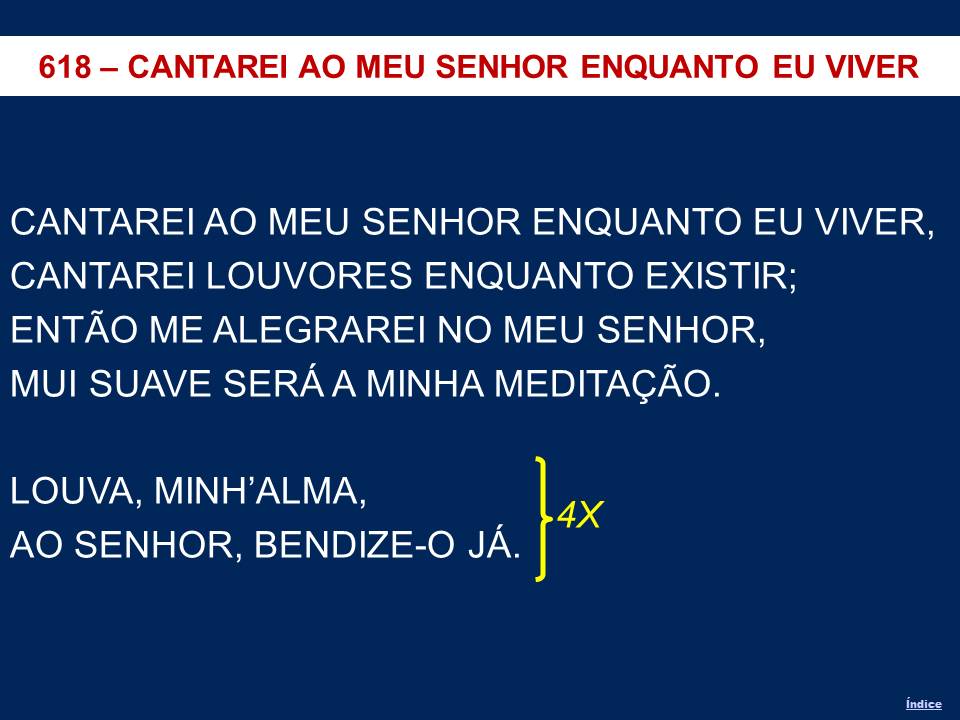 618 – CANTAREI AO MEU SENHOR ENQUANTO EU VIVER
CANTAREI AO MEU SENHOR ENQUANTO EU VIVER,
CANTAREI LOUVORES ENQUANTO EXISTIR;
ENTÃO ME ALEGRAREI NO MEU SENHOR,
MUI SUAVE SERÁ A MINHA MEDITAÇÃO.
LOUVA, MINH’ALMA,
AO SENHOR, BENDIZE-O JÁ.
4X
Índice